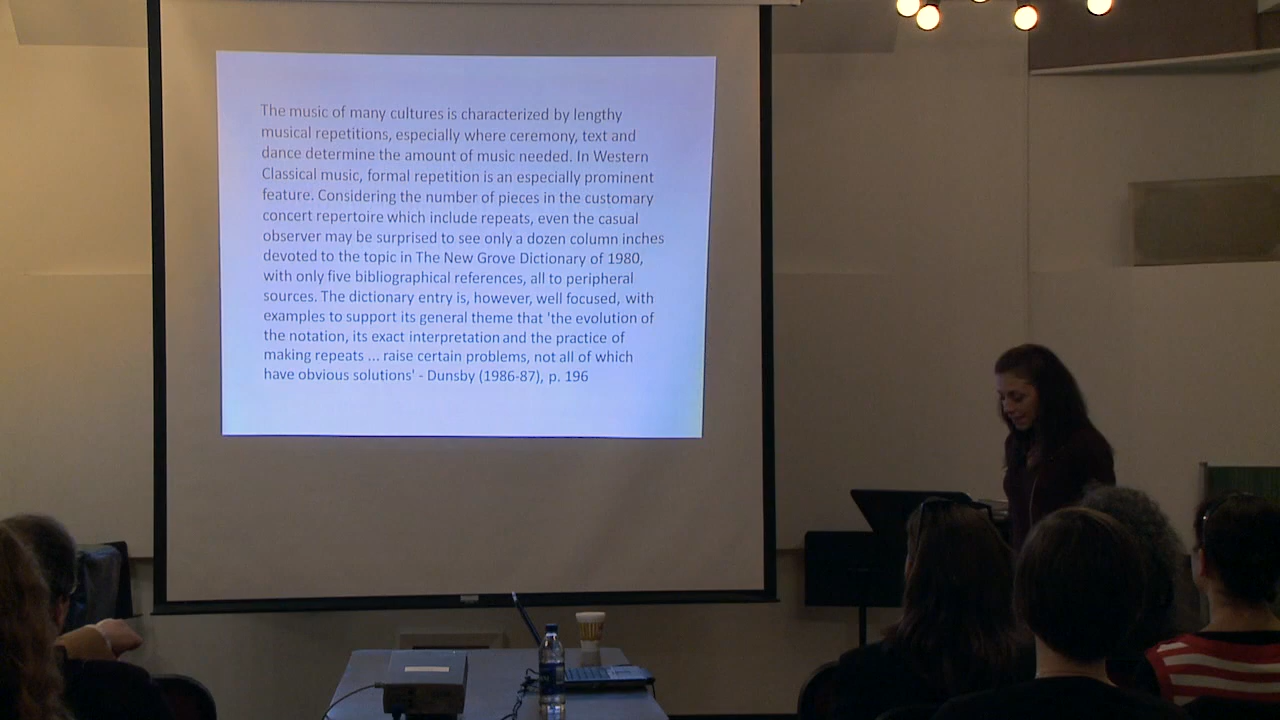 The music of many cultures is characterized by lengthy
musical repetitions, especially where ceremony, text and
dance determine the amount of music needed. In Western
Classical music, formal repetition is an especially prominent
feature. Considering the number of pieces in the customary
concert repertoire which include repeats, even the casual
observer may be surprised to see only a dozen column inches
devoted to the topic in The New Grove Dictionary of 1980,
with only five bibliographical references, all to peripheral
sources. The dictionary entry is, however, well focused, with
examples to support its general theme that 'the evolution of
the notation, its exact interpretation and the practice of
making repeats ... raise certain problems, not all of which
have obvious solutions' - Dunsby (1986-87), p. 196